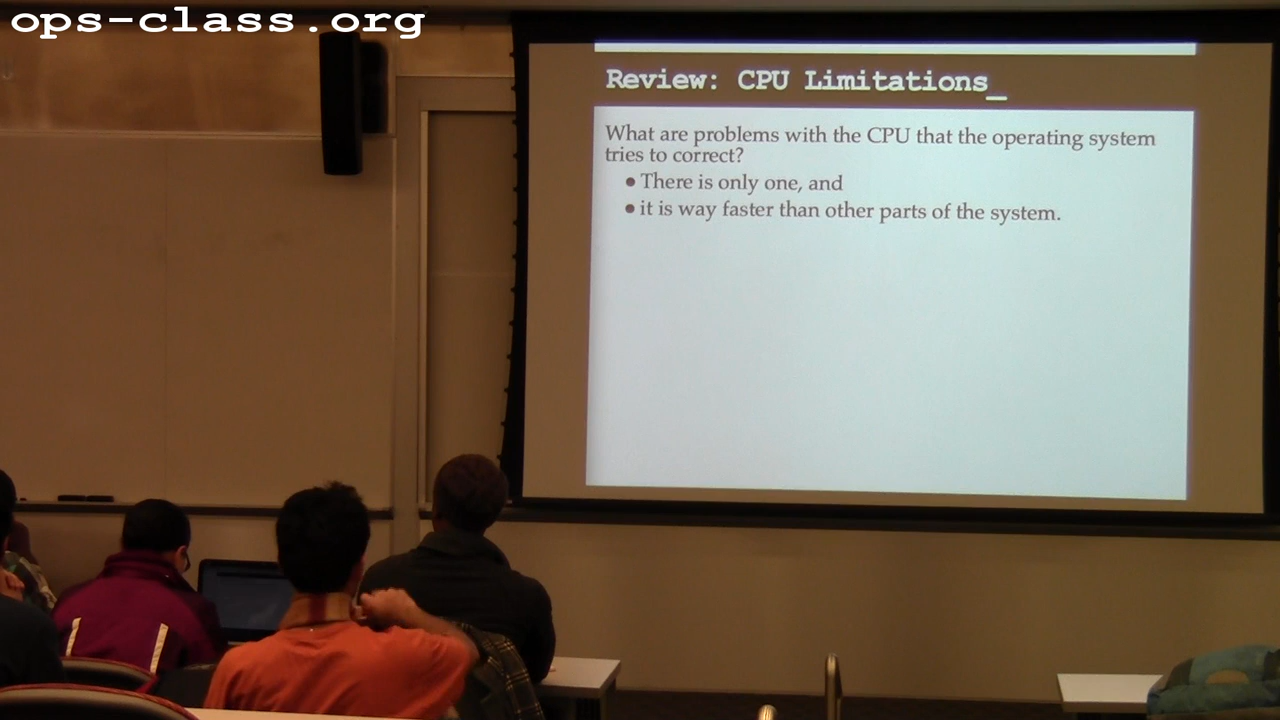 ops-class.org
Review: CPU Limitations_
What are problems with the CPU that the operating system
tries to correct?
● There is only one, and
● it is way faster than other parts of the system.